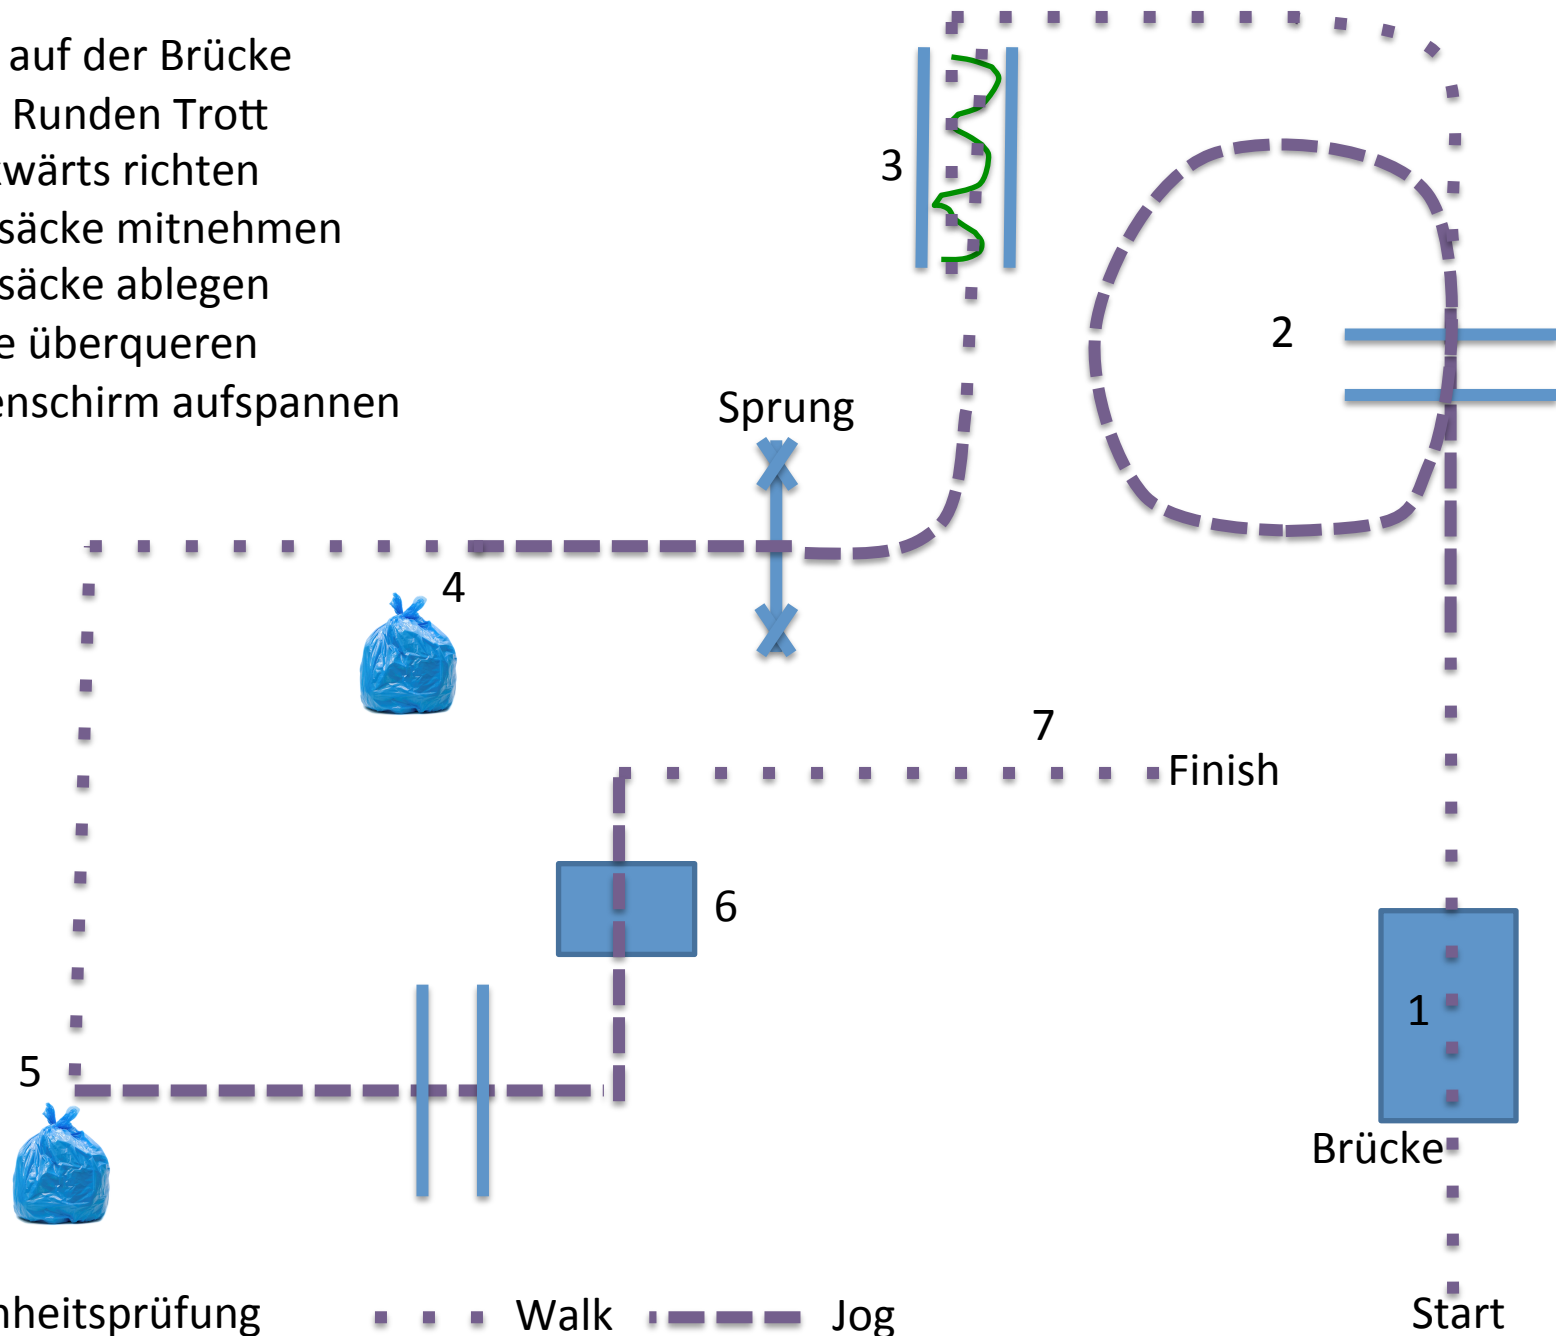 auf der Brücke
Runden Trott
wärts richten
säcke mitnehmen
säcke ablegen
e überqueren
enschirm aufspannen
3
2
Sprung
4
7
Finish
6
1
5
Brücke
nheitsprüfung
Walk
Jog
Start